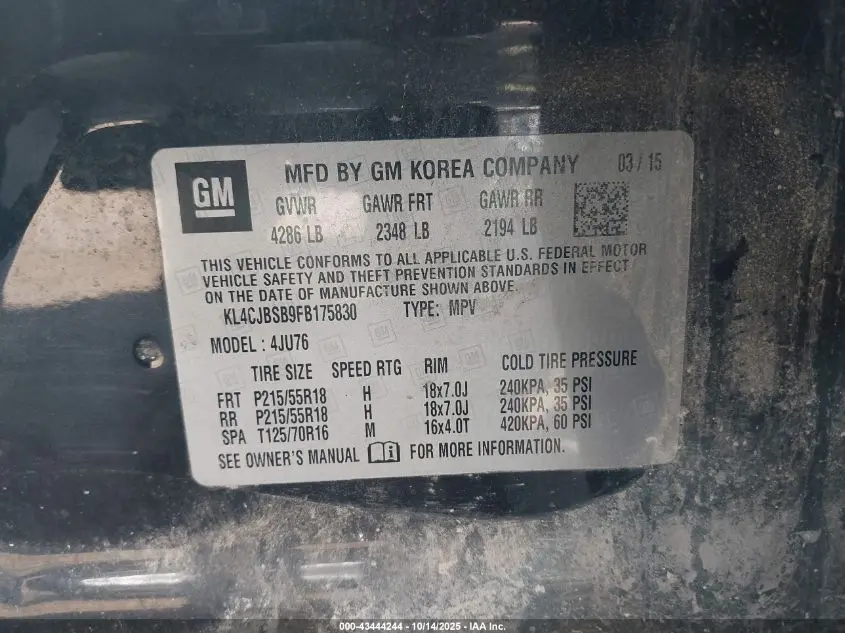 GM
MFD BY GM KOREA COMPANY 03 / 15
GVWR GAWR FRT GAWR RR
4286 LB 2348 LB 2194 LB
THIS VEHICLE CONFORMS TO ALL APPLICABLE U.S. FEDERAL MOTOR
VEHICLE SAFETY AND THEFT PREVENTION STANDARDS IN EFFECT
ON THE DATE OF MANUFACTURE SHOWN ABOVE.
KL4CJBSB9FB175830 TYPE: MPV
MODEL : 4JU76
TIRE SIZE SPEED RTG RIM COLD TIRE PRESSURE
FRT P215/55R18 H 18x7.0J 240KPA, 35 PSI
RR P215/55R18 H 18x7.0J 240KPA, 35 PSI
SPA T125/70R16 M 16x4.0T 420KPA, 60 PSI
SEE OWNER'S MANUAL i FOR MORE INFORMATION.
000-43444244 | 10/14/2025 | IAA Inc.